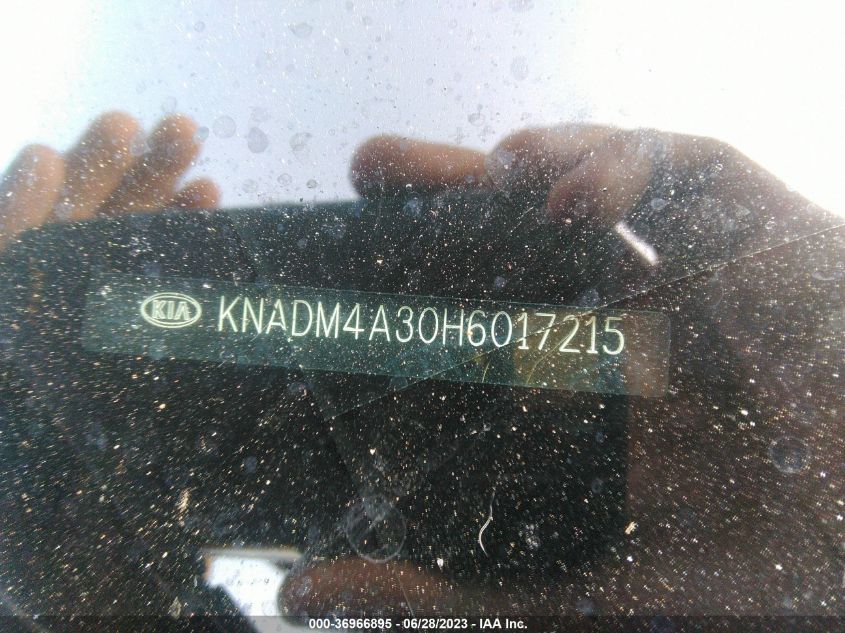 KIA KNADM4A30H6017215
000-36966895 - 06/28/2023 - IAA Inc.